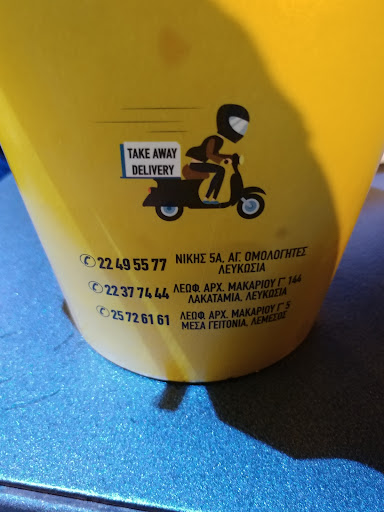 TAKE AWAY
DELIVERY
✆22 49 55 77 ΝΙΚΗΣ 5Α, ΑΓ. ΟΜΟΛΟΓΗΤΕΣ
ΛΕΥΚΩΣΙΑ
✆22 37 74 44 ΛΕΩΦ. ΑΡΧ. ΜΑΚΑΡΙΟΥ Γ' 144
ΛΑΚΑΤΑΜΙΑ, ΛΕΥΚΩΣΙΑ
✆25 72 61 61 ΛΕΩΦ. ΑΡΧ. ΜΑΚΑΡΙΟΥ Γ' 5
ΜΕΣΑ ΓΕΙΤΟΝΙΑ, ΛΕΜΕΣΟΣ